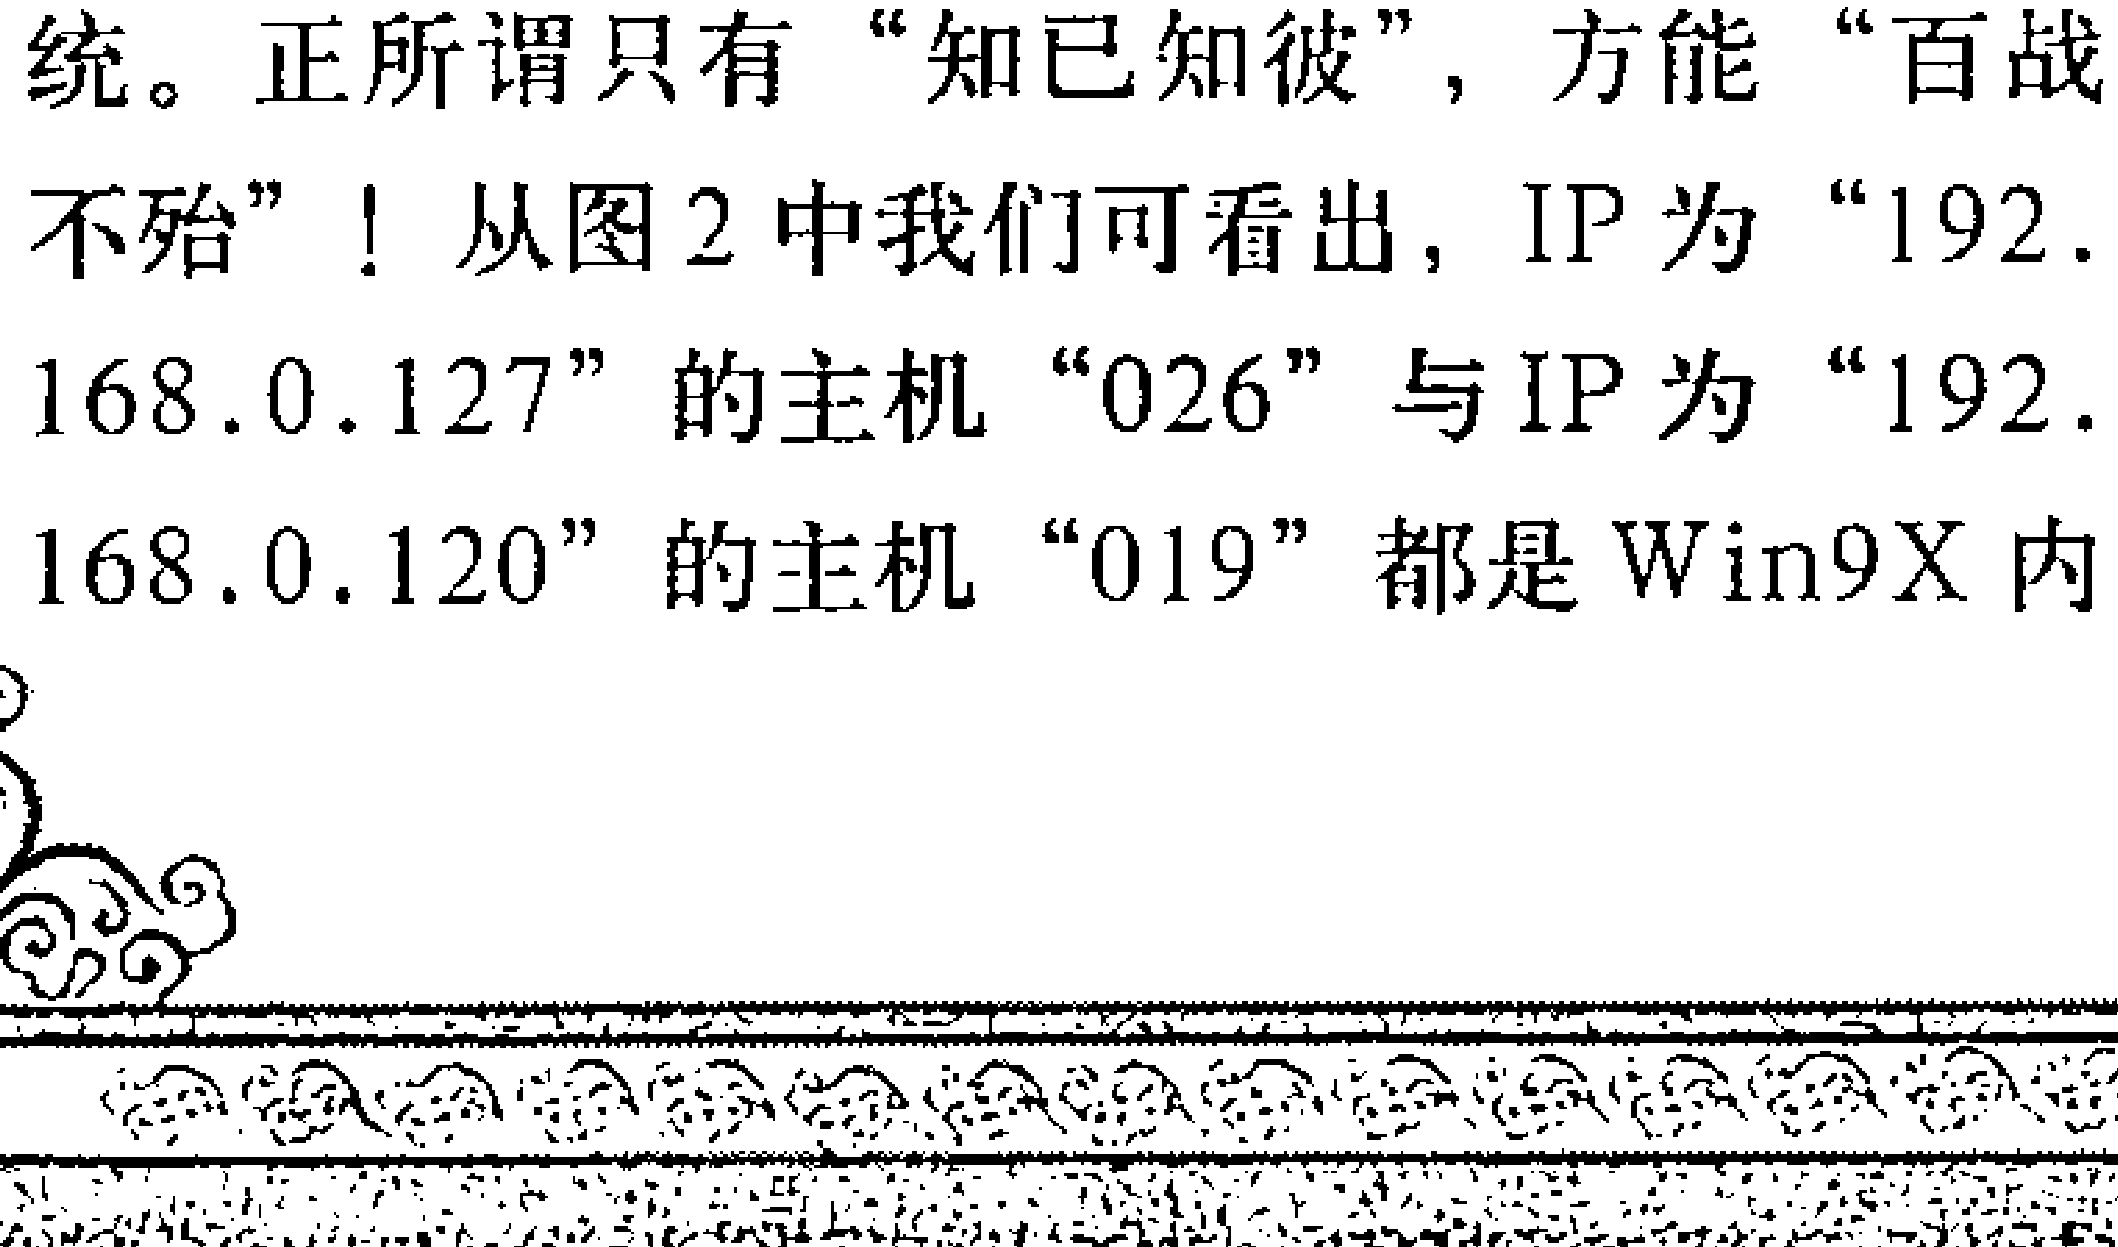 统。正所谓只有“知已知彼”，方能“百战
不殆”！从图2中我们可看出，IP为“192.
168.0.127”的主机“026”与IP为“192.
168.0.120”的主机“019”都是Win9X内